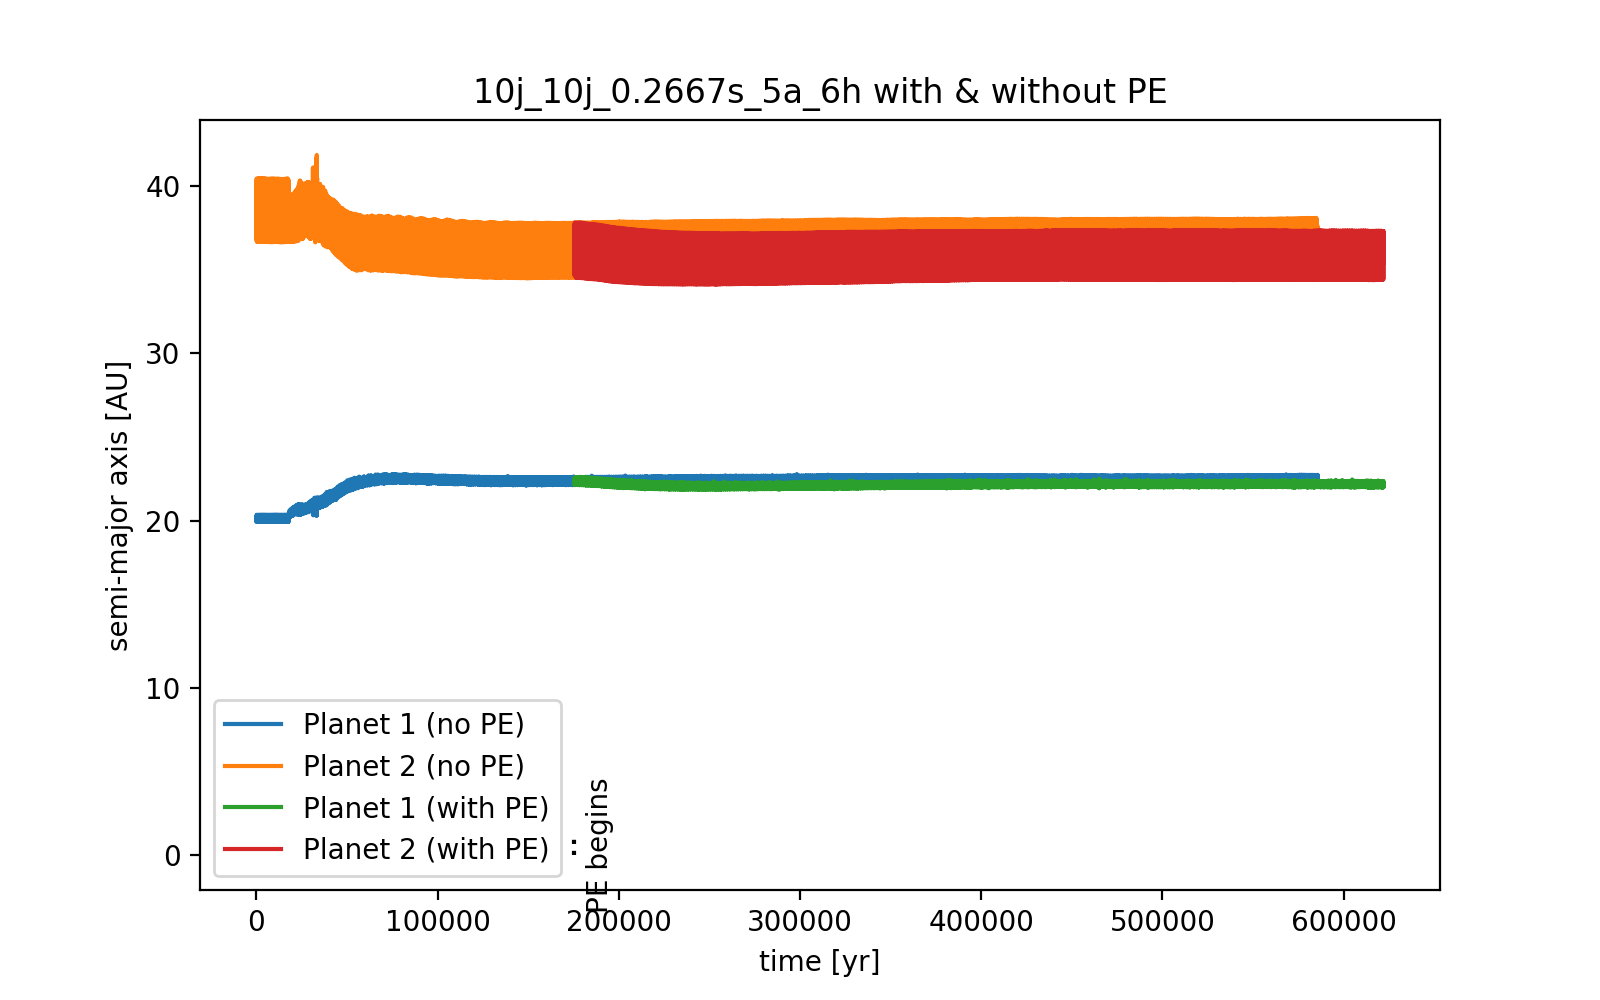 10j_10j_0.2667s_5a_6h with & without PE
semi-major axis [AU]
40
30
20
10
0
Planet 1 (no PE)
Planet 2 (no PE)
Planet 1 (with PE)
Planet 2 (with PE)
PE begins
0
100000
200000
300000
400000
500000
600000
time [yr]